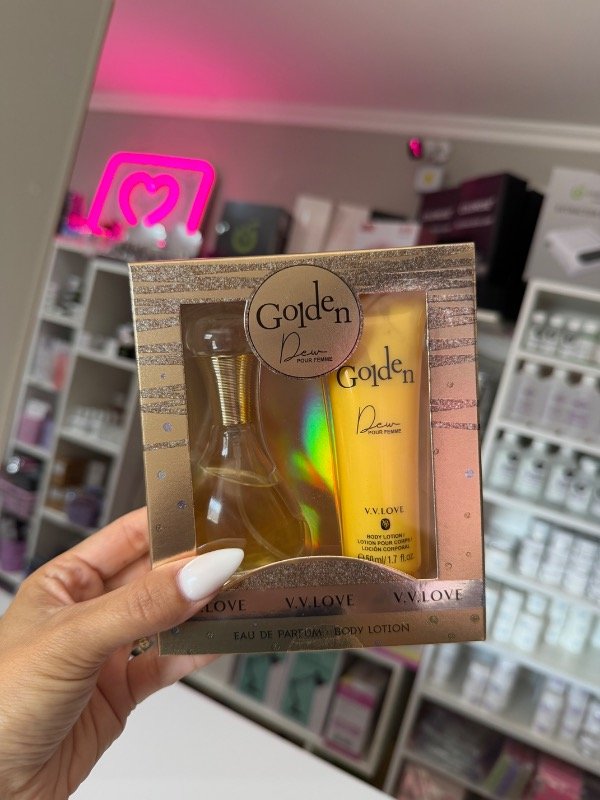 Golden
Dew
POUR FEMME
Golden
Dew
POUR FEMME
V.V.LOVE
BODY LOTION
LOTION POUR CORPS
LOCIÓN CORPORAL
50ml/1.7 fl.oz
V.V.LOVE V.V.LOVE V.V.LOVE
EAU DE PARFUM · BODY LOTION